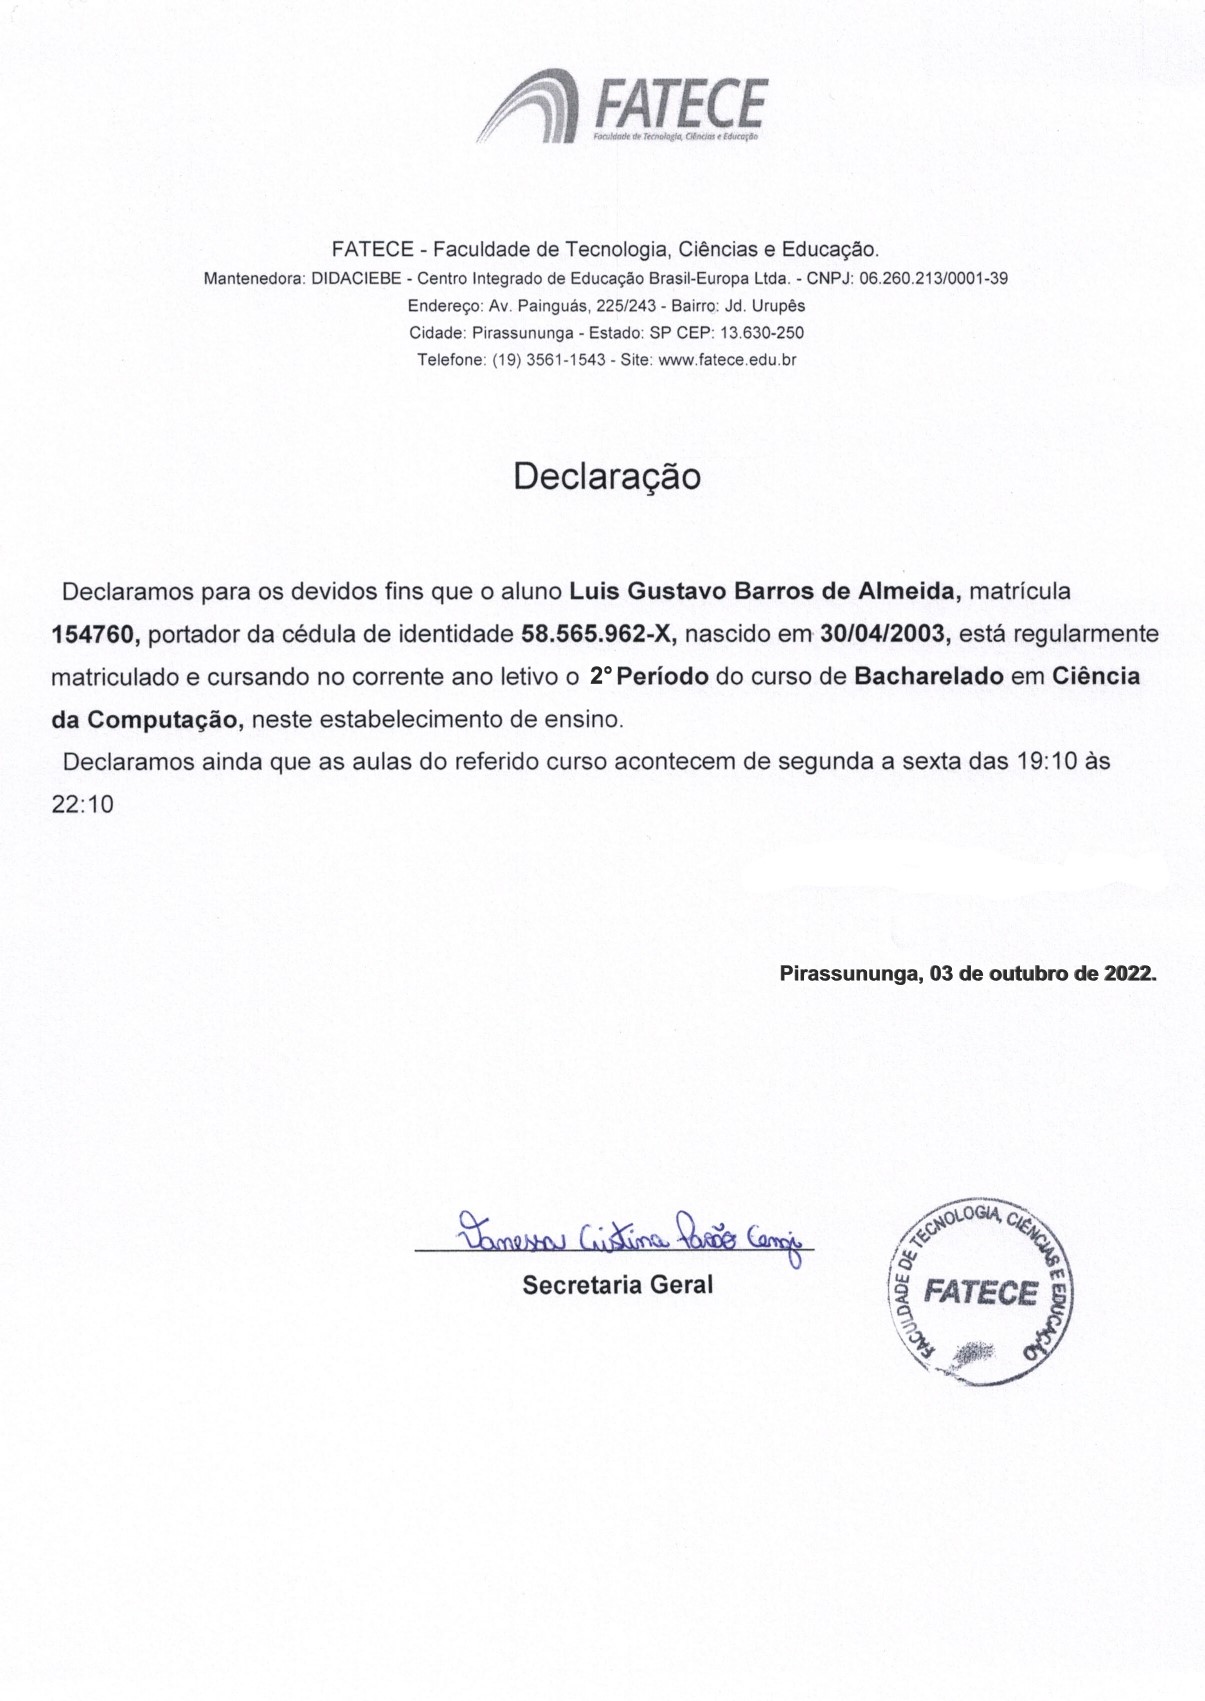 FATECE
Faculdade de Tecnologia, Ciências e Educação
FATECE - Faculdade de Tecnologia, Ciências e Educação.
Mantenedora: DIDACIEBE - Centro Integrado de Educação Brasil-Europa Ltda. - CNPJ: 06.260.213/0001-39
Endereço: Av. Painguás, 225/243 - Bairro: Jd. Urupês
Cidade: Pirassununga - Estado: SP CEP: 13.630-250
Telefone: (19) 3561-1543 - Site: www.fatece.edu.br
Declaração
Declaramos para os devidos fins que o aluno Luis Gustavo Barros de Almeida, matrícula
154760, portador da cédula de identidade 58.565.962-X, nascido em 30/04/2003, está regularmente
matriculado e cursando no corrente ano letivo o 2° Período do curso de Bacharelado em Ciência
da Computação, neste estabelecimento de ensino.
Declaramos ainda que as aulas do referido curso acontecem de segunda a sexta das 19:10 às
22:10
Pirassununga, 03 de outubro de 2022.
Vanessa Cristina
Secretaria Geral
FACULDADE DE TECNOLOGIA, CIÊNCIAS E EDUCAÇÃO
FATECE